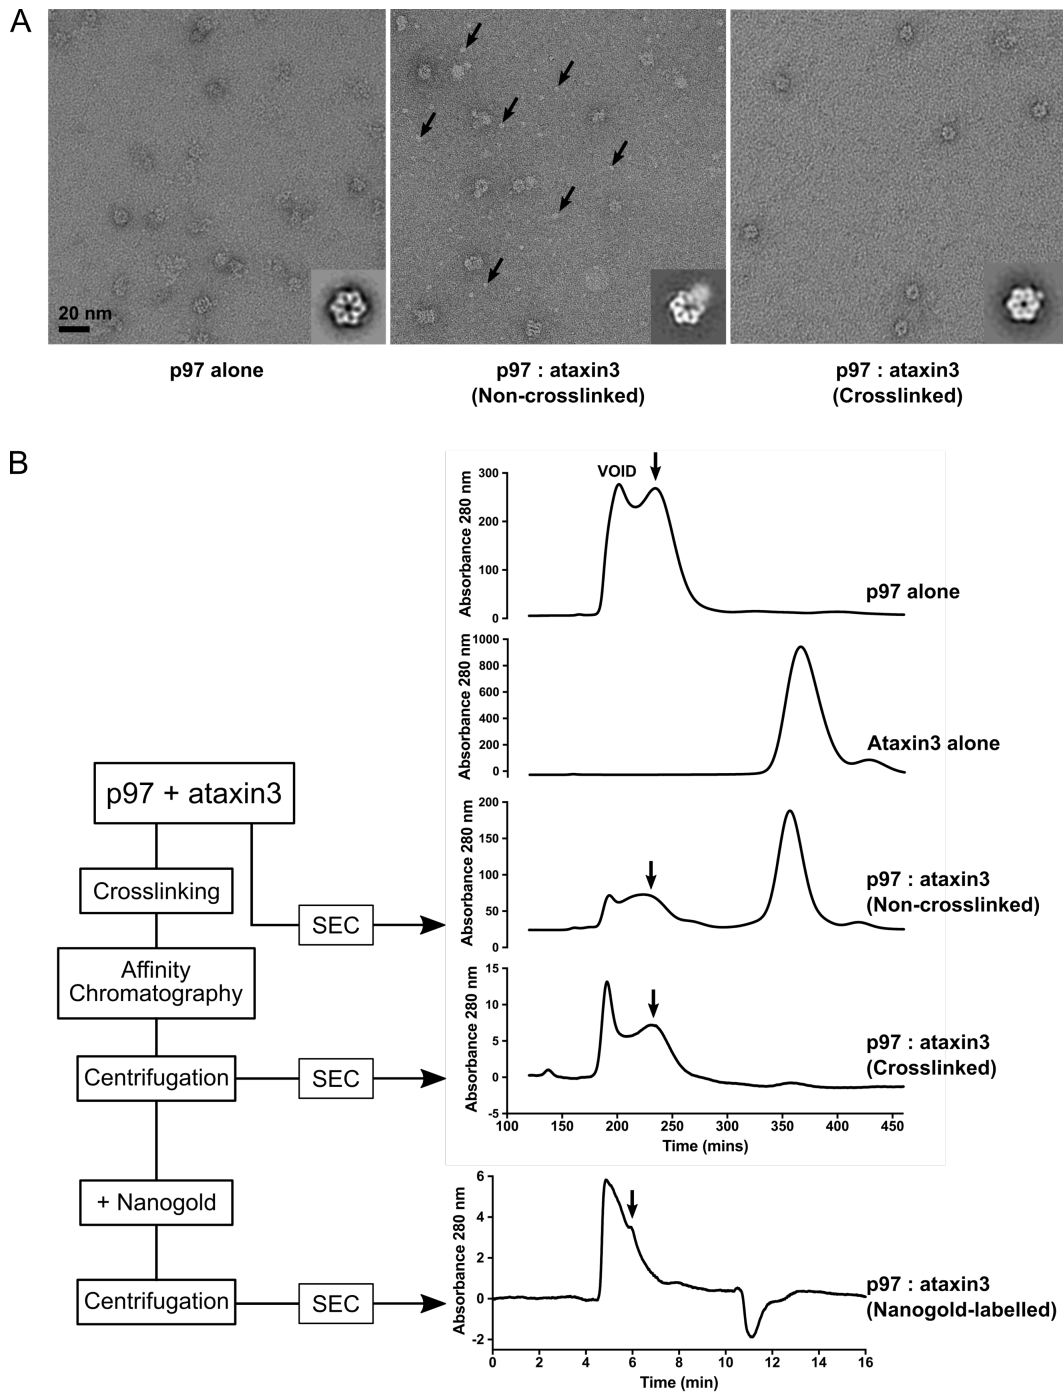 A
20 nm
p97 alone
p97 : ataxin3
(Non-crosslinked)
p97 : ataxin3
(Crosslinked)
B
p97 + ataxin3
Crosslinking
Affinity
Chromatography
Centrifugation
+ Nanogold
Centrifugation
SEC
SEC
SEC
Absorbance 280 nm
300
200
100
0
VOID
p97 alone
Absorbance 280 nm
1000
800
600
400
200
0
Ataxin3 alone
Absorbance 280 nm
200
150
100
50
0
p97 : ataxin3
(Non-crosslinked)
Absorbance 280 nm
15
10
5
0
-5
p97 : ataxin3
(Crosslinked)
100 150 200 250 300 350 400 450
Time (mins)
Absorbance 280 nm
6
4
2
0
-2
p97 : ataxin3
(Nanogold-labelled)
0 2 4 6 8 10 12 14 16
Time (min)